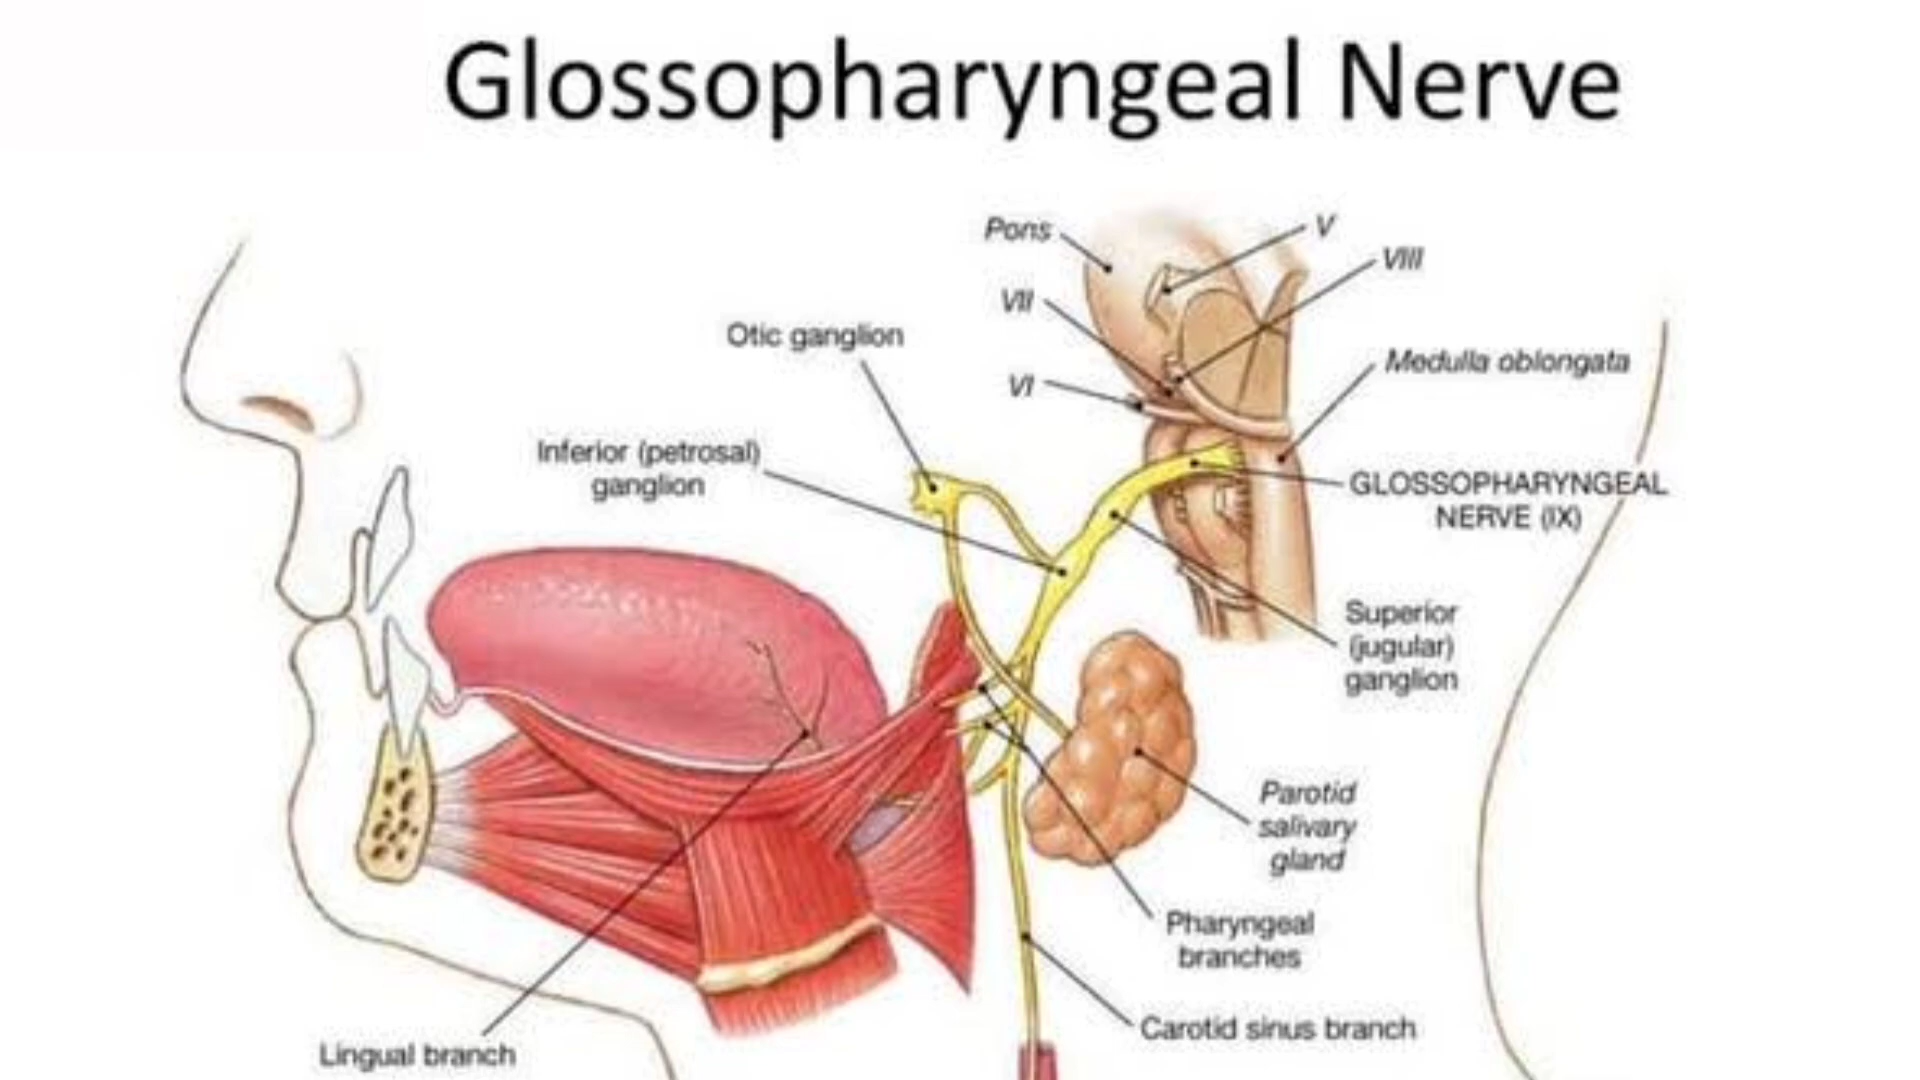 Glossopharyngeal Nerve
Pons
V
VIII
VII
Otic ganglion
VI
Medulla oblongata
Inferior (petrosal)
ganglion
GLOSSOPHARYNGEAL
NERVE (IX)
Superior
(jugular)
ganglion
Parotid
salivary
gland
Pharyngeal
branches
Carotid sinus branch
Lingual branch